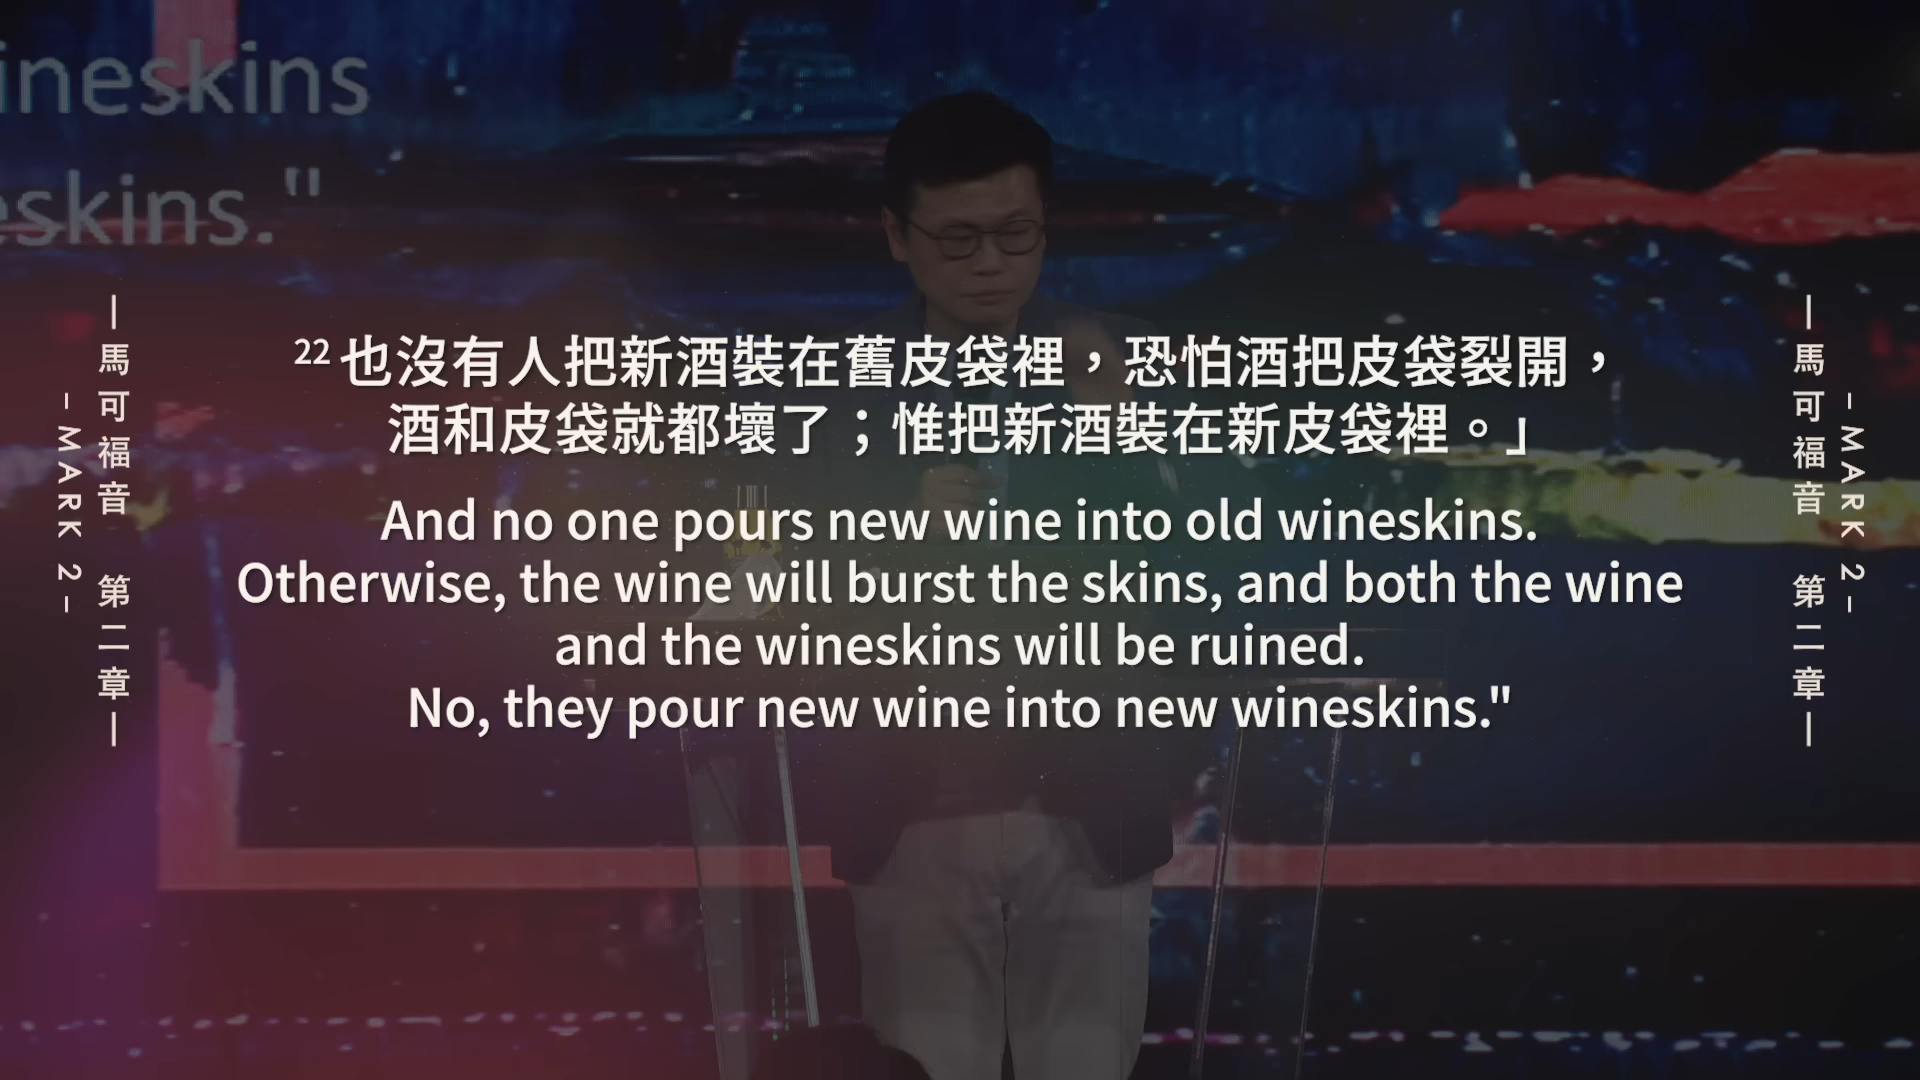 ineskins
eskins."
馬可福音 第二章
–MARK 2–
22 也沒有人把新酒裝在舊皮袋裡，恐怕酒把皮袋裂開，
酒和皮袋就都壞了；惟把新酒裝在新皮袋裡。」
And no one pours new wine into old wineskins.
Otherwise, the wine will burst the skins, and both the wine
and the wineskins will be ruined.
No, they pour new wine into new wineskins."
馬可福音 第二章
–MARK 2–